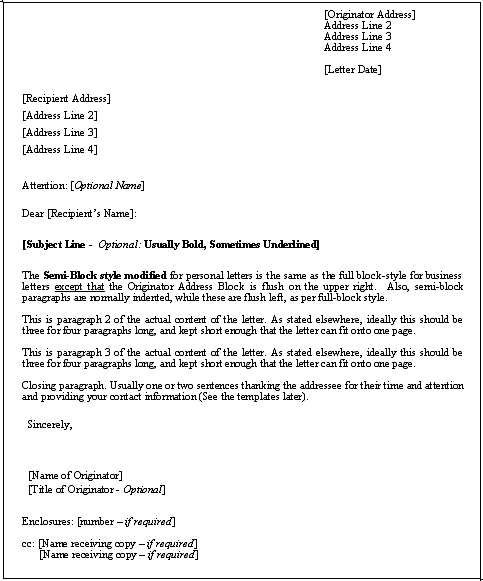 [Originator Address]
Address Line 2
Address Line 3
Address Line 4
[Letter Date]
[Recipient Address]
[Address Line 2]
[Address Line 3]
[Address Line 4]
Attention: [Optional Name]
Dear [Recipient's Name]:
[Subject Line - Optional: Usually Bold, Sometimes Underlined]
The Semi-Block style modified for personal letters is the same as the full block-style for business
letters except that the Originator Address Block is flush on the upper right. Also, semi-block
paragraphs are normally indented, while these are flush left, as per full-block style.
This is paragraph 2 of the actual content of the letter. As stated elsewhere, ideally this should be
three for four paragraphs long, and kept short enough that the letter can fit onto one page.
This is paragraph 3 of the actual content of the letter. As stated elsewhere, ideally this should be
three for four paragraphs long, and kept short enough that the letter can fit onto one page.
Closing paragraph. Usually one or two sentences thanking the addressee for their time and attention
and providing your contact information (See the templates later).
Sincerely,
[Name of Originator]
[Title of Originator - Optional]
Enclosures: [number – if required]
cc: [Name receiving copy – if required]
[Name receiving copy – if required]